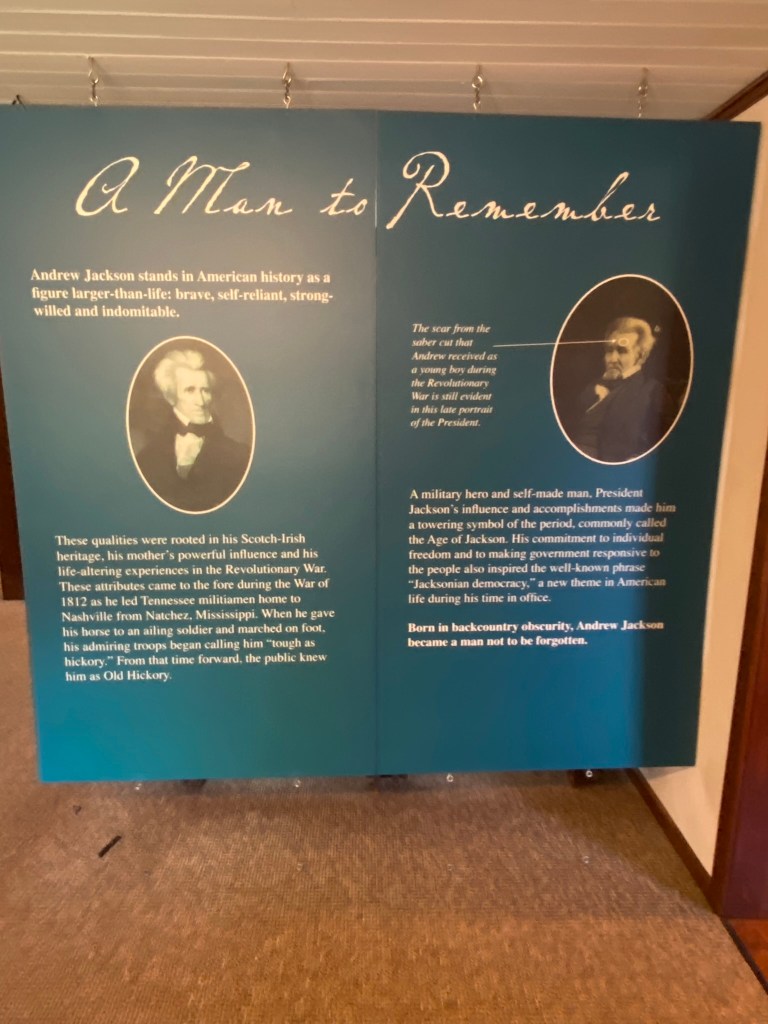 A Man to Remember
Andrew Jackson stands in American history as a
figure larger-than-life: brave, self-reliant, strong-
willed and indomitable.
These qualities were rooted in his Scotch-Irish
heritage, his mother's powerful influence and his
life-altering experiences in the Revolutionary War.
These attributes came to the fore during the War of
1812 as he led Tennessee militiamen home to
Nashville from Natchez, Mississippi. When he gave
his horse to an ailing soldier and marched on foot,
his admiring troops began calling him "tough as
hickory." From that time forward, the public knew
him as Old Hickory.
The scar from the
saber cut that
Andrew received as
a young boy during
the Revolutionary
War is still evident
in this late portrait
of the President.
A military hero and self-made man, President
Jackson's influence and accomplishments made him
a towering symbol of the period, commonly called
the Age of Jackson. His commitment to individual
freedom and to making government responsive to
the people also inspired the well-known phrase
"Jacksonian democracy," a new theme in American
life during his time in office.
Born in backcountry obscurity, Andrew Jackson
became a man not to be forgotten.